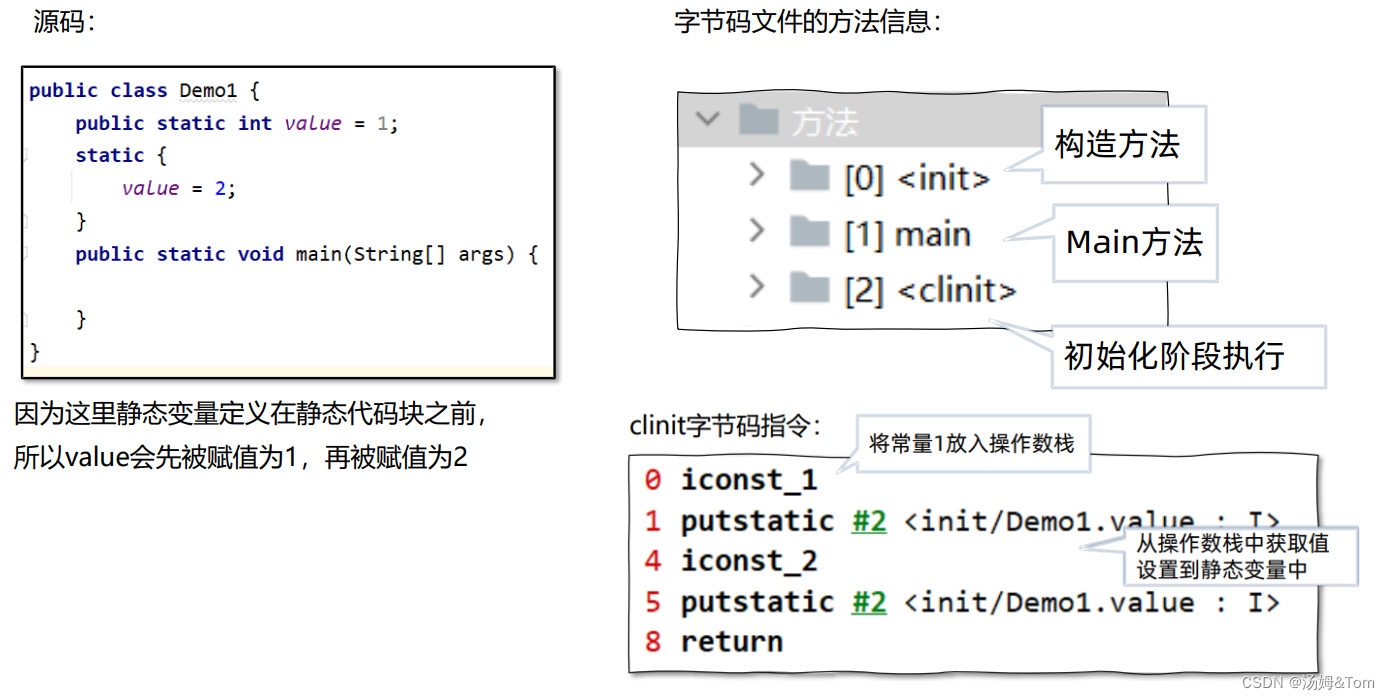 源码：
public class Demo1 {
public static int value = 1;
static {
value = 2;
}
public static void main(String[] args) {
}
}
因为这里静态变量定义在静态代码块之前，
所以value会先被赋值为1，再被赋值为2
字节码文件的方法信息：
方法
[0] <init>
构造方法
[1] main
Main方法
[2] <clinit>
初始化阶段执行
clinit字节码指令：
将常量1放入操作数栈
0 iconst_1
1 putstatic #2 <init/Demo1.value : I>
从操作数栈中获取值
设置到静态变量中
4 iconst_2
5 putstatic #2 <init/Demo1.value : I>
8 return
CSDN @汤姆&Tom